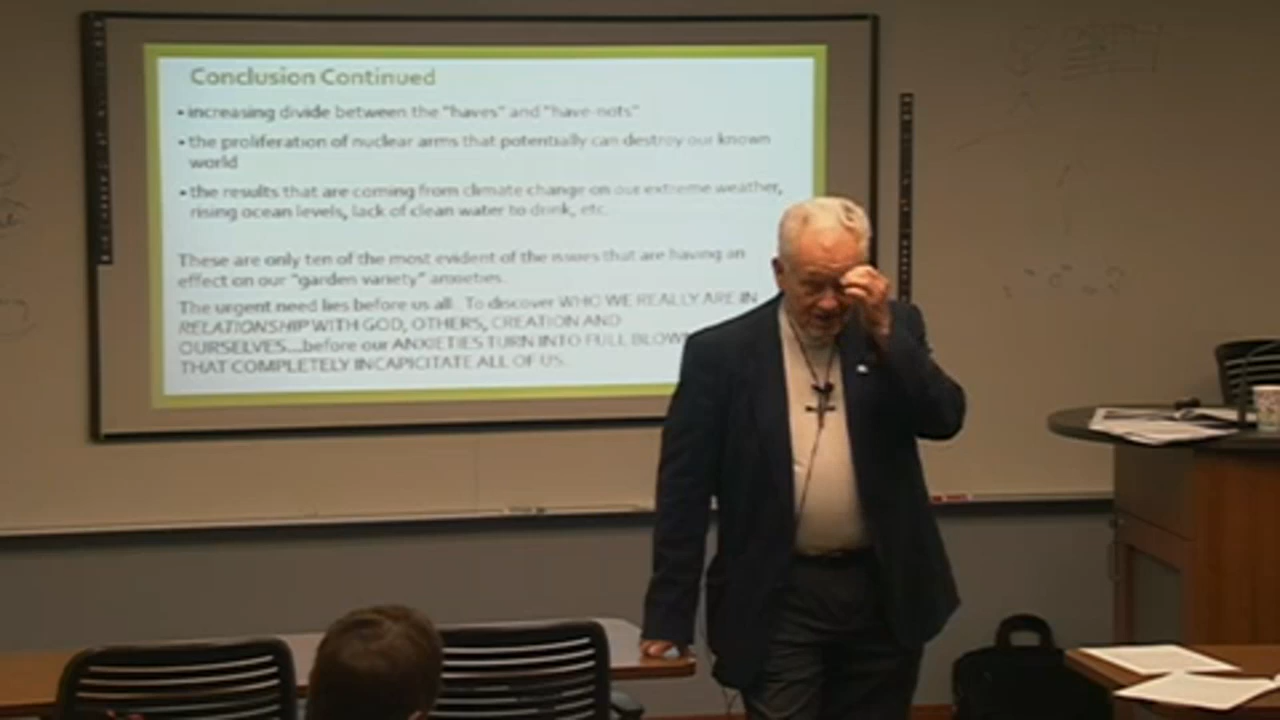 Conclusion Continued
• increasing divide between the "haves" and "have-nots"
• the proliferation of nuclear arms that potentially can destroy our known
world
• the results that are coming from climate change on our extreme weather,
rising ocean levels, lack of clean water to drink, etc.
These are only ten of the most evident of the issues that are having an
effect on our "garden variety" anxieties.
The urgent need lies before us all. To discover WHO WE REALLY ARE IN
RELATIONSHIP WITH GOD, OTHERS, CREATION AND
OURSELVES...before our ANXIETIES TURN INTO FULL BLOWN
THAT COMPLETELY INCAPICITATE ALL OF US.